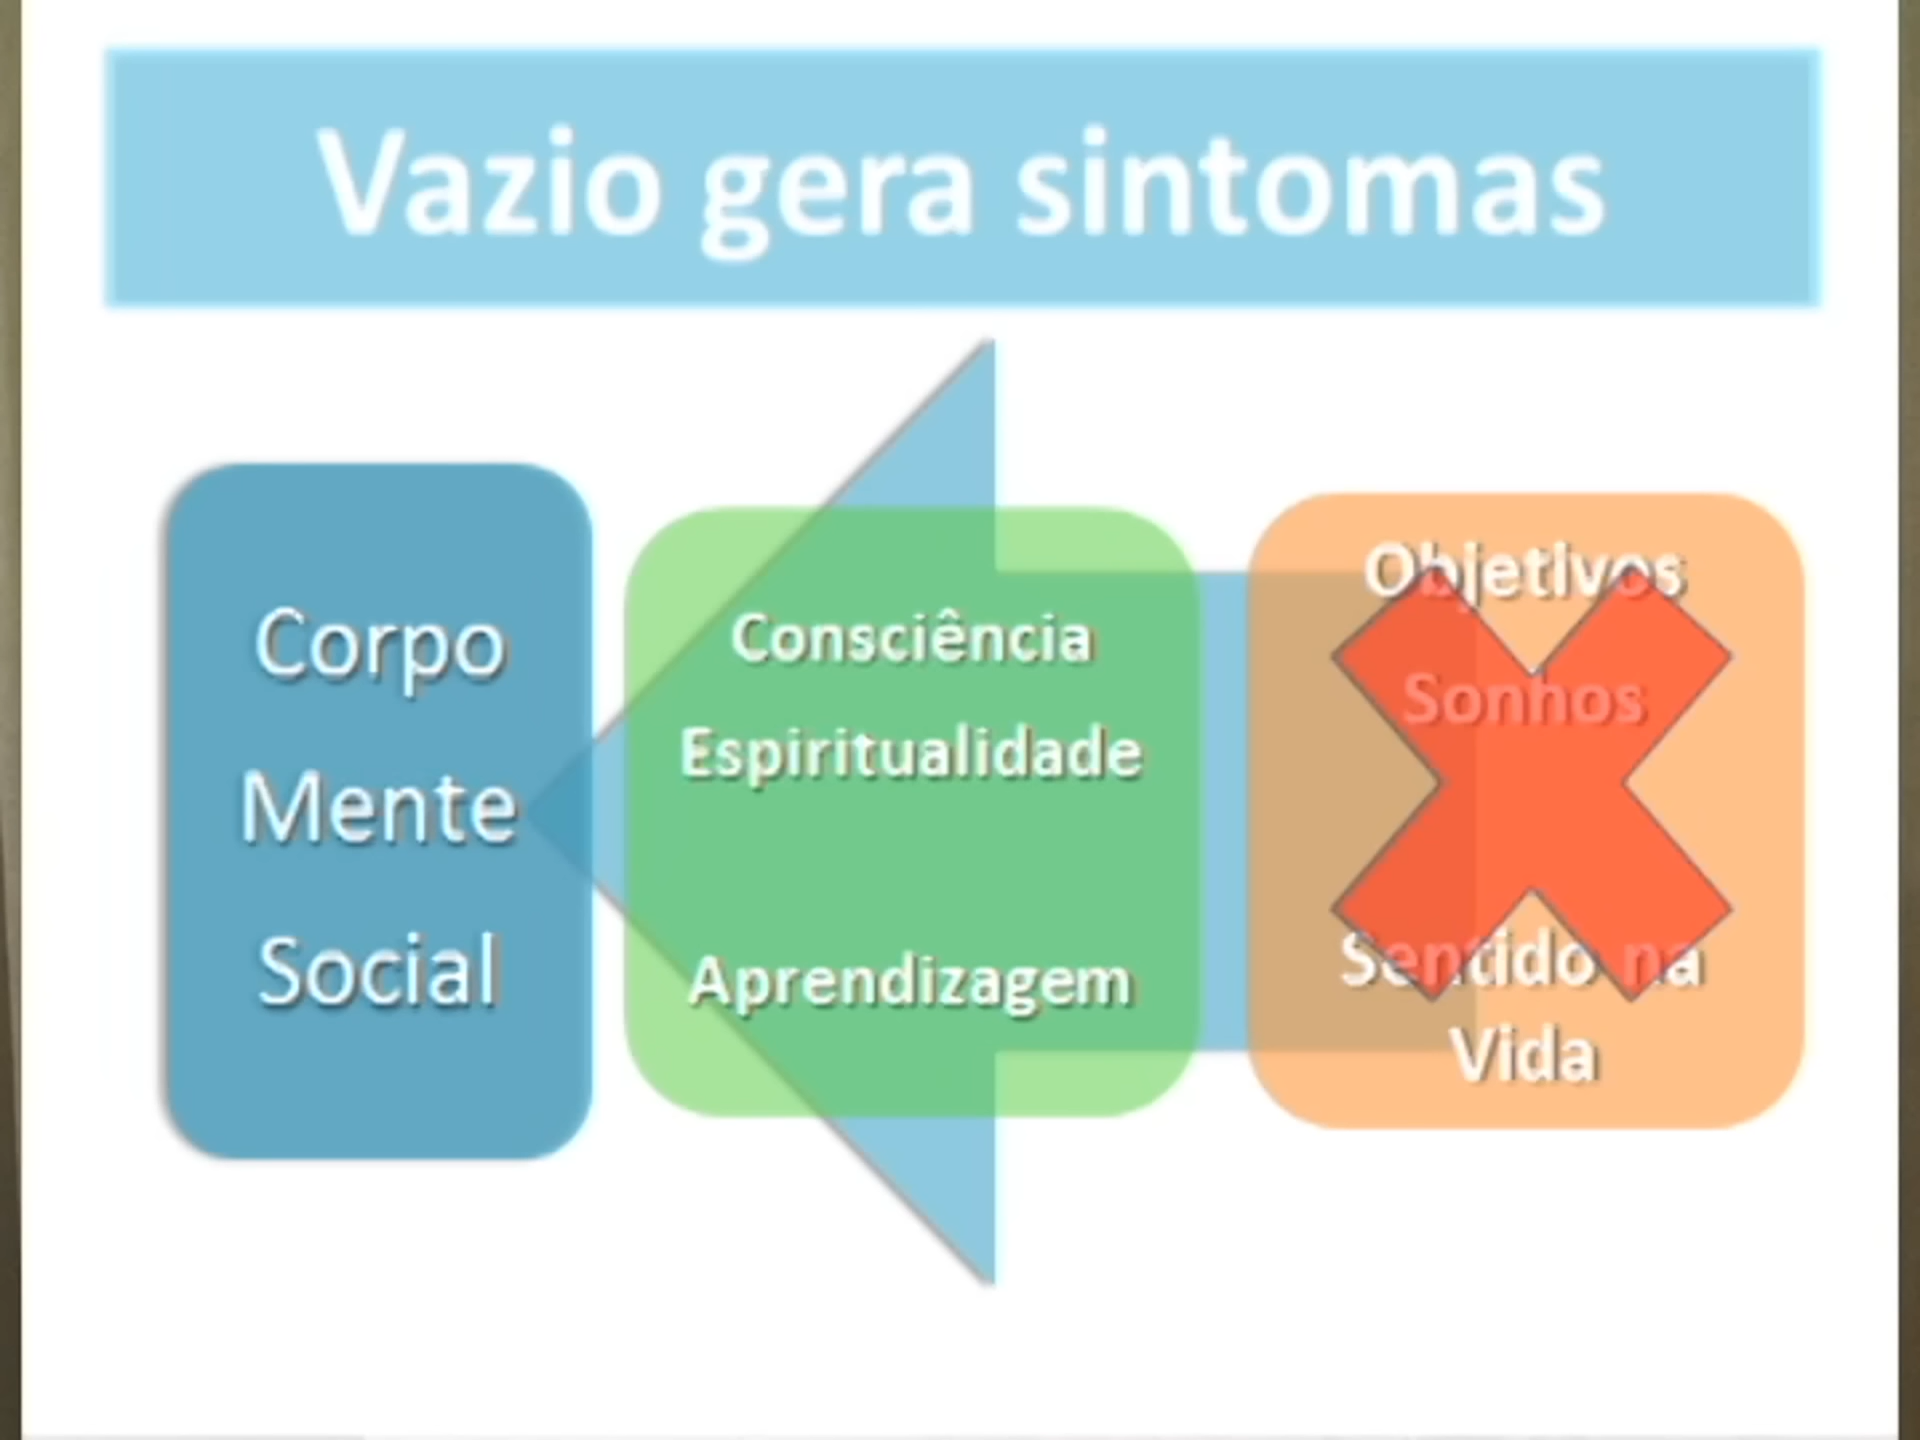 Vazio gera sintomas
Corpo
Mente
Social
Consciência
Espiritualidade
Aprendizagem
Objetivos
Sonhos
Sentido na
Vida